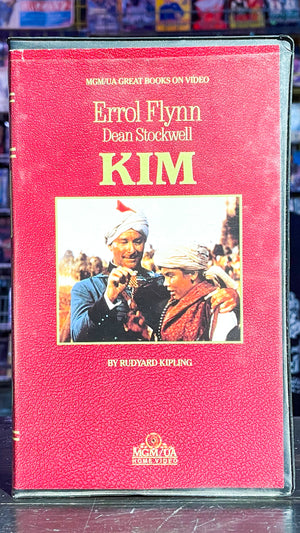 MGM/UA GREAT BOOKS ON VIDEO
Errol Flynn
Dean Stockwell
KIM
BY RUDYARD KIPLING
MGM/UA
HOME VIDEO